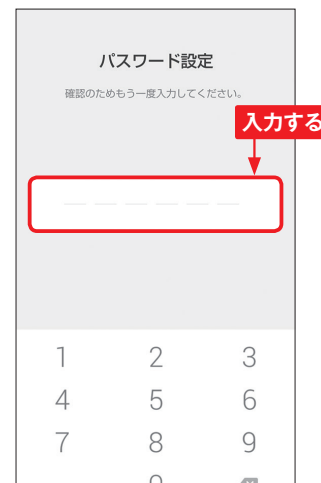 パスワード設定
確認のためもう一度入力してください。
入力する
1 2 3
4 5 6
7 8 9
0